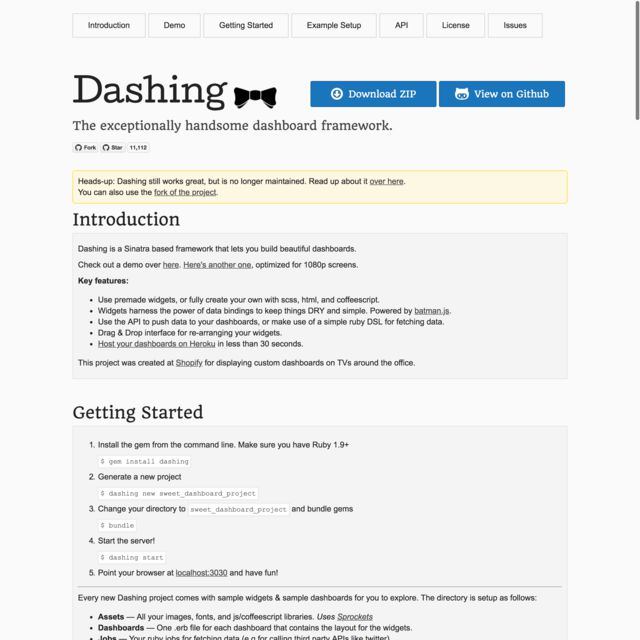 Introduction
Demo
Getting Started
Example Setup
API
License
Issues
Dashing
Download ZIP
View on Github
The exceptionally handsome dashboard framework.
Fork
Star
11,112
Heads-up: Dashing still works great, but is no longer maintained. Read up about it over here.
You can also use the fork of the project.
Introduction
Dashing is a Sinatra based framework that lets you build beautiful dashboards.
Check out a demo over here. Here's another one, optimized for 1080p screens.
Key features:
• Use premade widgets, or fully create your own with scss, html, and coffeescript.
• Widgets harness the power of data bindings to keep things DRY and simple. Powered by batman.js.
• Use the API to push data to your dashboards, or make use of a simple ruby DSL for fetching data.
• Drag & Drop interface for re-arranging your widgets.
• Host your dashboards on Heroku in less than 30 seconds.
This project was created at Shopify for displaying custom dashboards on TVs around the office.
Getting Started
1. Install the gem from the command line. Make sure you have Ruby 1.9+
$ gem install dashing
2. Generate a new project
$ dashing new sweet_dashboard_project
3. Change your directory to sweet_dashboard_project and bundle gems
$ bundle
4. Start the server!
$ dashing start
5. Point your browser at localhost:3030 and have fun!
Every new Dashing project comes with sample widgets & sample dashboards for you to explore. The directory is setup as follows:
• Assets — All your images, fonts, and js/coffeescript libraries. Uses Sprockets
• Dashboards — One .erb file for each dashboard that contains the layout for the widgets.
• Jobs — Your ruby jobs for fetching data (e.g for calling third party APIs like twitter).